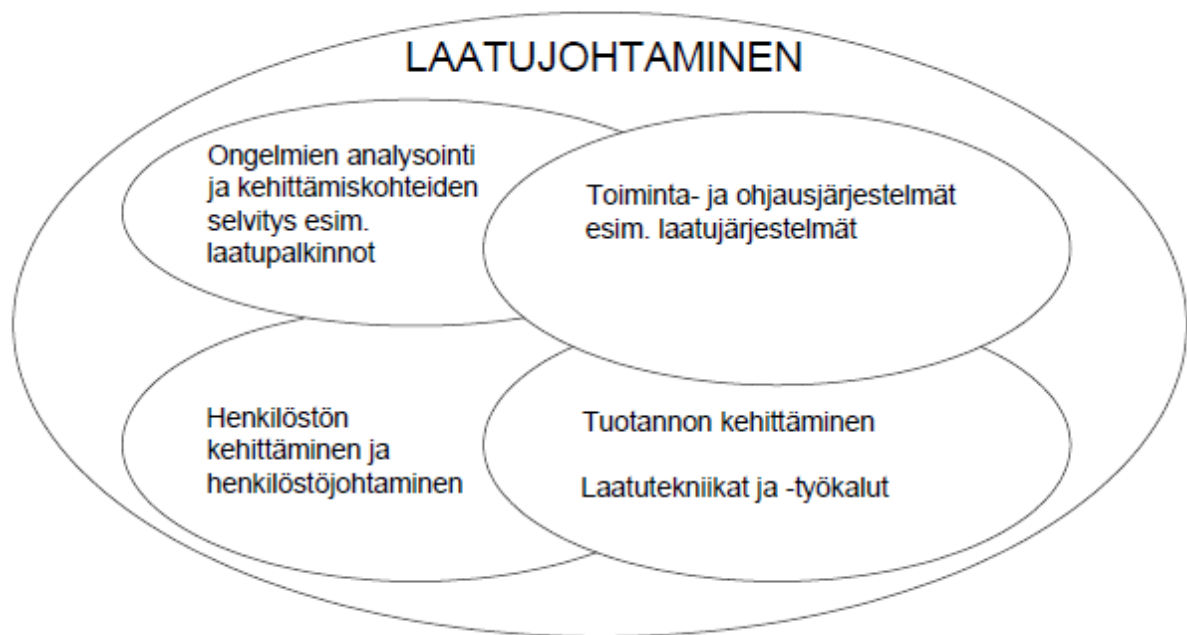 LAATUJOHTAMINEN
Ongelmien analysointi
ja kehittämiskohteiden
selvitys esim.
laatupalkinnot
Toiminta- ja ohjausjärjestelmät
esim. laatujärjestelmät
Henkilöstön
kehittäminen ja
henkilöstöjohtaminen
Tuotannon kehittäminen
Laatutekniikat ja -työkalut